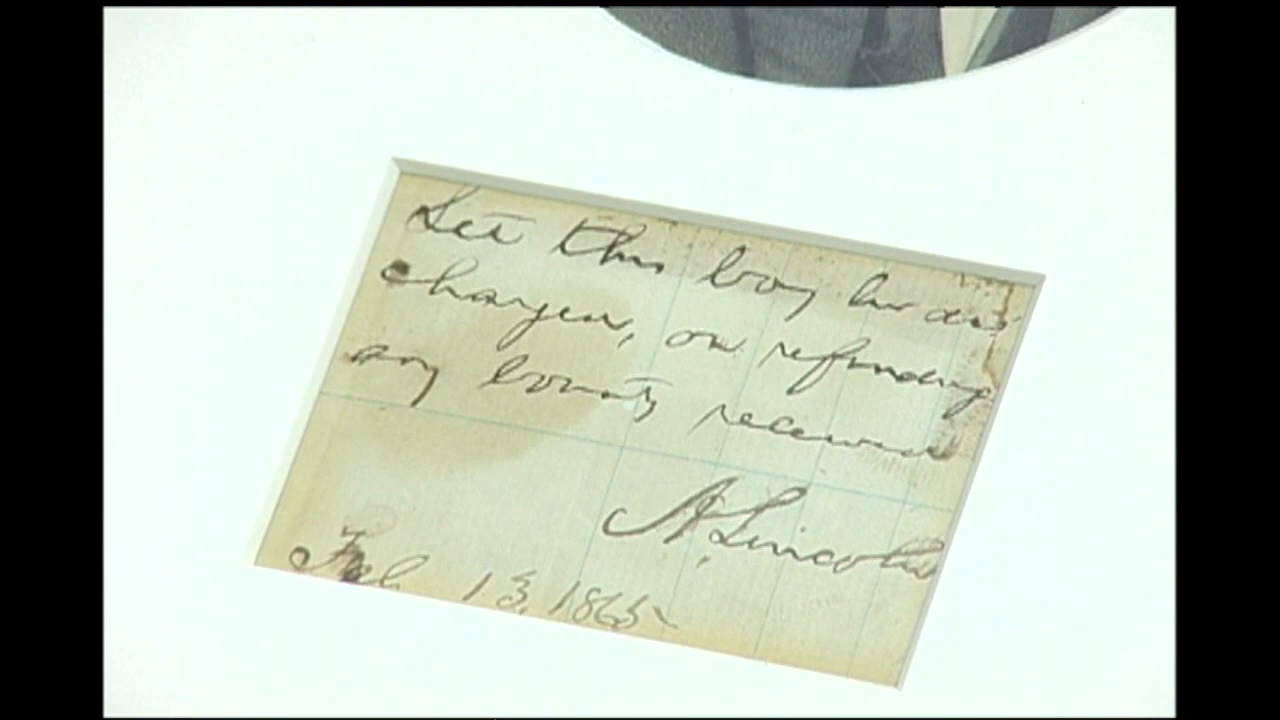 Let this boy be dis-
charged, on refunding
any bounty received
A. Lincoln
Feb. 13, 1865